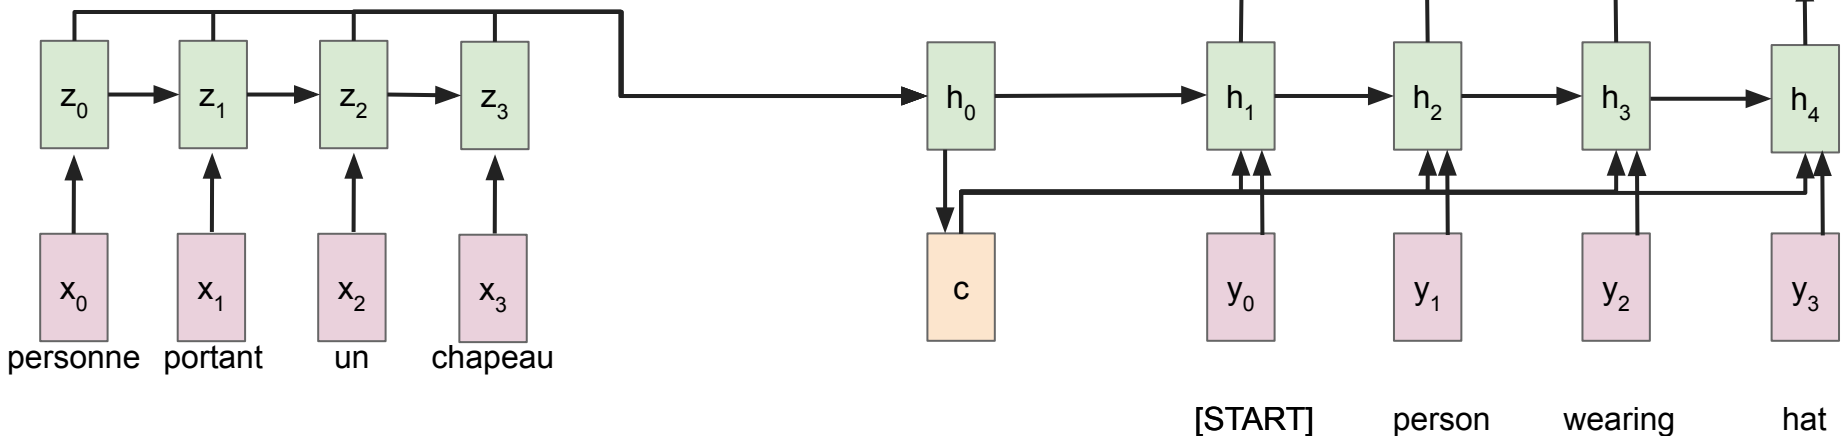 z0 z1 z2 z3 h0 h1 h2 h3 h4
x0 x1 x2 x3 c y0 y1 y2 y3
personne portant un chapeau
[START] person wearing hat